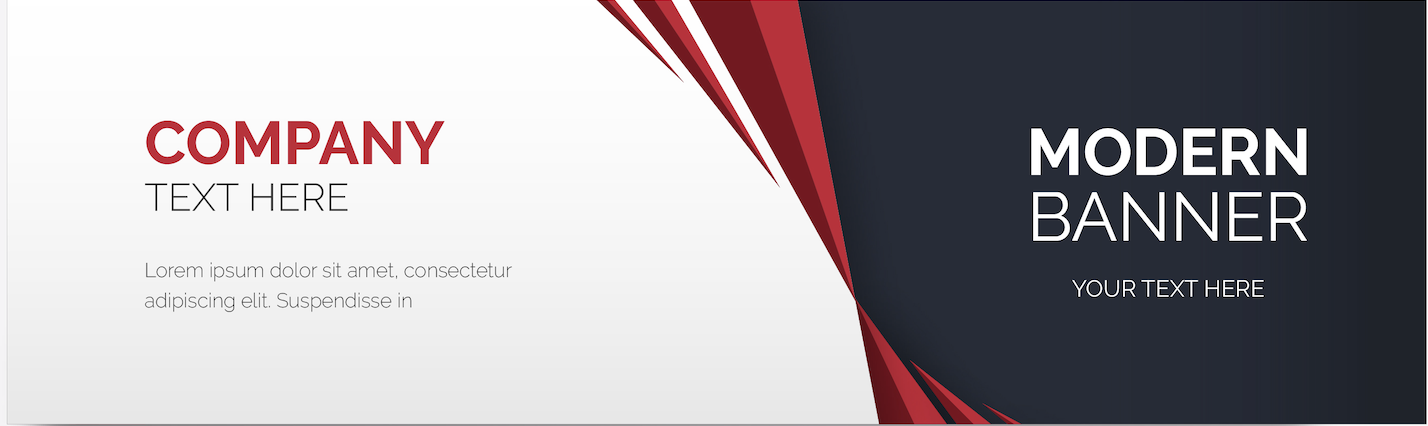 COMPANY
TEXT HERE
Lorem ipsum dolor sit amet, consectetur
adipiscing elit. Suspendisse in
MODERN
BANNER
YOUR TEXT HERE